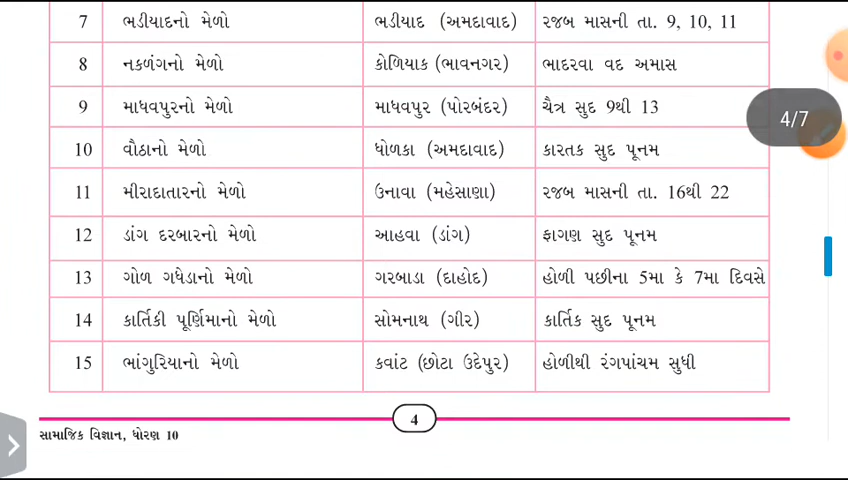 7 ભડીયાદનો મેળો ભડીયાદ (અમદાવાદ) રજબ માસની તા. 9, 10, 11
8 નકળંગનો મેળો કોળિયાક (ભાવનગર) ભાદરવા વદ અમાસ
9 માધવપુરનો મેળો માધવપુર (પોરબંદર) ચૈત્ર સુદ 9થી 13
4/7
10 વૌઠાનો મેળો ધોળકા (અમદાવાદ) કારતક સુદ પૂનમ
11 મીરાદાતારનો મેળો ઉનાવા (મહેસાણા) રજબ માસની તા. 16થી 22
12 ડાંગ દરબારનો મેળો આહવા (ડાંગ) ફાગણ સુદ પૂનમ
13 ગોળ ગધેડાનો મેળો ગરબાડા (દાહોદ) હોળી પછીના 5મા કે 7મા દિવસે
14 કાર્તિકી પૂર્ણિમાનો મેળો સોમનાથ (ગીર) કાર્તિક સુદ પૂનમ
15 ભાંગુરિયાનો મેળો કવાંટ (છોટા ઉદેપુર) હોળીથી રંગપાંચમ સુધી
4
સામાજિક વિજ્ઞાન, ધોરણ 10